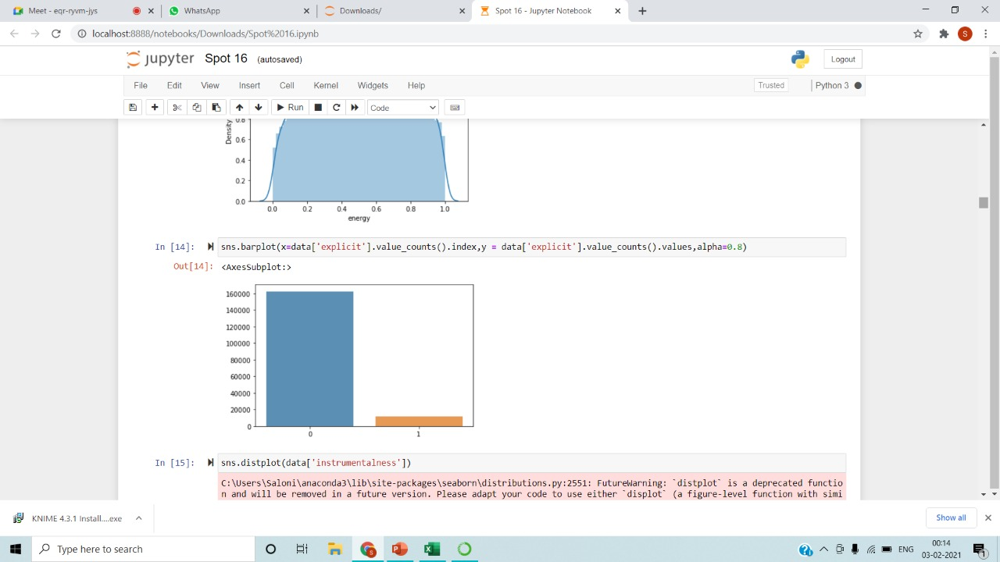 Meet - eqr-ryvm-jys
WhatsApp
Downloads/
Spot 16 - Jupyter Notebook
localhost:8888/notebooks/Downloads/Spot%2016.ipynb
S
jupyter Spot 16 (autosaved)
Logout
File Edit View Insert Cell Kernel Widgets Help
Trusted
Python 3
Run
Code
0.8
0.6
0.4
0.2
0.0
Density
0.0 0.2 0.4 0.6 0.8 1.0
energy
In [14]: sns.barplot(x=data['explicit'].value_counts().index,y = data['explicit'].value_counts().values,alpha=0.8)
Out[14]: <AxesSubplot:>
160000
140000
120000
100000
80000
60000
40000
20000
0
0 1
In [15]: sns.distplot(data['instrumentalness'])
C:\Users\Saloni\anaconda3\lib\site-packages\seaborn\distributions.py:2551: FutureWarning: `distplot` is a deprecated functio
n and will be removed in a future version. Please adapt your code to use either `displot` (a figure-level function with simi
KNIME 4.3.1 Install....exe
Show all
Type here to search
ENG
00:14
03-02-2021
1